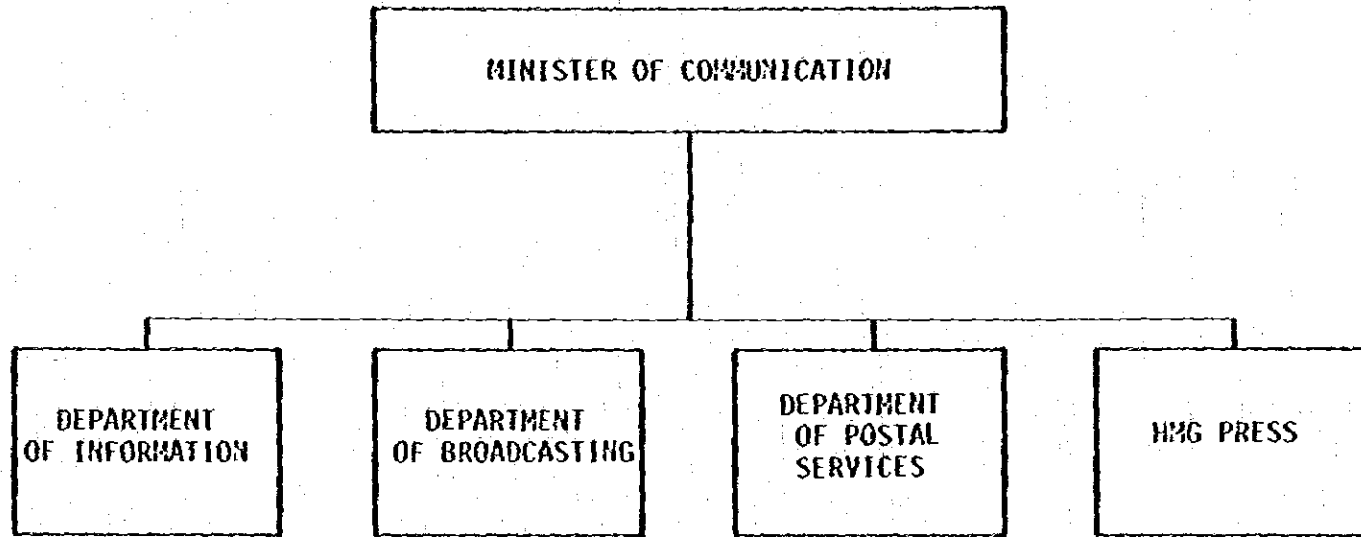 MINISTER OF COMMUNICATION
DEPARTMENT
OF INFORMATION
DEPARTMENT
OF BROADCASTING
DEPARTMENT
OF POSTAL
SERVICES
HMG PRESS